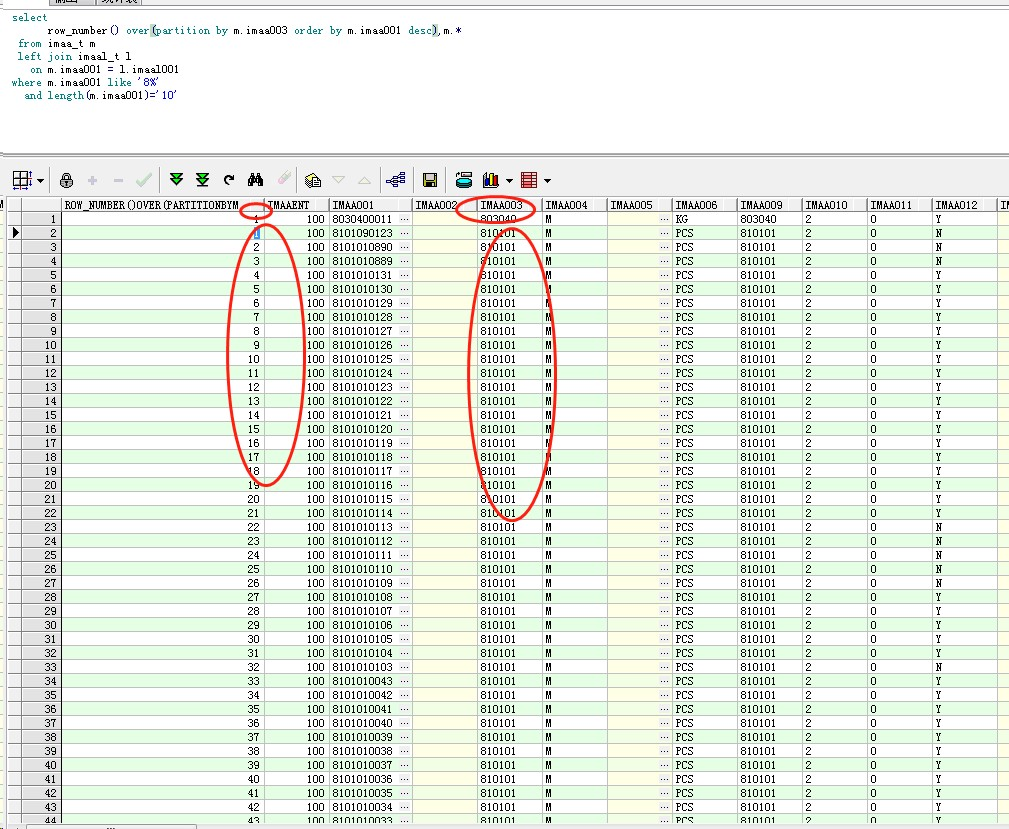 select
row_number() over(partition by m.imaa003 order by m.imaa001 desc),m.*
from imaa_t m
left join imaal_t l
on m.imaa001 = l.imaal001
where m.imaa001 like '8%'
and length(m.imaa001)='10'
ROW_NUMBER()OVER(PARTITIONBYM IMAAENT IMAA001 IMAA002 IMAA003 IMAA004 IMAA005 IMAA006 IMAA009 IMAA010 IMAA011 IMAA012
1 1 100 8030400011 ... 803040 M ... KG 803040 2 0 Y
2 1 100 8101090123 ... 810101 M ... PCS 810101 2 0 N
3 2 100 8101010890 ... 810101 M ... PCS 810101 2 0 N
4 3 100 8101010889 ... 810101 M ... PCS 810101 2 0 N
5 4 100 8101010131 ... 810101 M ... PCS 810101 2 0 Y
6 5 100 8101010130 ... 810101 M ... PCS 810101 2 0 Y
7 6 100 8101010129 ... 810101 M ... PCS 810101 2 0 Y
8 7 100 8101010128 ... 810101 M ... PCS 810101 2 0 Y
9 8 100 8101010127 ... 810101 M ... PCS 810101 2 0 Y
10 9 100 8101010126 ... 810101 M ... PCS 810101 2 0 Y
11 10 100 8101010125 ... 810101 M ... PCS 810101 2 0 Y
12 11 100 8101010124 ... 810101 M ... PCS 810101 2 0 Y
13 12 100 8101010123 ... 810101 M ... PCS 810101 2 0 Y
14 13 100 8101010122 ... 810101 M ... PCS 810101 2 0 Y
15 14 100 8101010121 ... 810101 M ... PCS 810101 2 0 Y
16 15 100 8101010120 ... 810101 M ... PCS 810101 2 0 Y
17 16 100 8101010119 ... 810101 M ... PCS 810101 2 0 Y
18 17 100 8101010118 ... 810101 M ... PCS 810101 2 0 Y
19 18 100 8101010117 ... 810101 M ... PCS 810101 2 0 Y
20 19 100 8101010116 ... 810101 M ... PCS 810101 2 0 Y
21 20 100 8101010115 ... 810101 M ... PCS 810101 2 0 Y
22 21 100 8101010114 ... 810101 M ... PCS 810101 2 0 Y
23 22 100 8101010113 ... 810101 M ... PCS 810101 2 0 N
24 23 100 8101010112 ... 810101 M ... PCS 810101 2 0 N
25 24 100 8101010111 ... 810101 M ... PCS 810101 2 0 N
26 25 100 8101010110 ... 810101 M ... PCS 810101 2 0 N
27 26 100 8101010109 ... 810101 M ... PCS 810101 2 0 N
28 27 100 8101010108 ... 810101 M ... PCS 810101 2 0 Y
29 28 100 8101010107 ... 810101 M ... PCS 810101 2 0 Y
30 29 100 8101010106 ... 810101 M ... PCS 810101 2 0 Y
31 30 100 8101010105 ... 810101 M ... PCS 810101 2 0 Y
32 31 100 8101010104 ... 810101 M ... PCS 810101 2 0 Y
33 32 100 8101010103 ... 810101 M ... PCS 810101 2 0 N
34 33 100 8101010043 ... 810101 M ... PCS 810101 2 0 Y
35 34 100 8101010042 ... 810101 M ... PCS 810101 2 0 Y
36 35 100 8101010041 ... 810101 M ... PCS 810101 2 0 Y
37 36 100 8101010040 ... 810101 M ... PCS 810101 2 0 Y
38 37 100 8101010039 ... 810101 M ... PCS 810101 2 0 Y
39 38 100 8101010038 ... 810101 M ... PCS 810101 2 0 Y
40 39 100 8101010037 ... 810101 M ... PCS 810101 2 0 Y
41 40 100 8101010036 ... 810101 M ... PCS 810101 2 0 Y
42 41 100 8101010035 ... 810101 M ... PCS 810101 2 0 Y
43 42 100 8101010034 ... 810101 M ... PCS 810101 2 0 Y
44 43 100 8101010033 ... 810101 M ... PCS 810101 2 0 Y